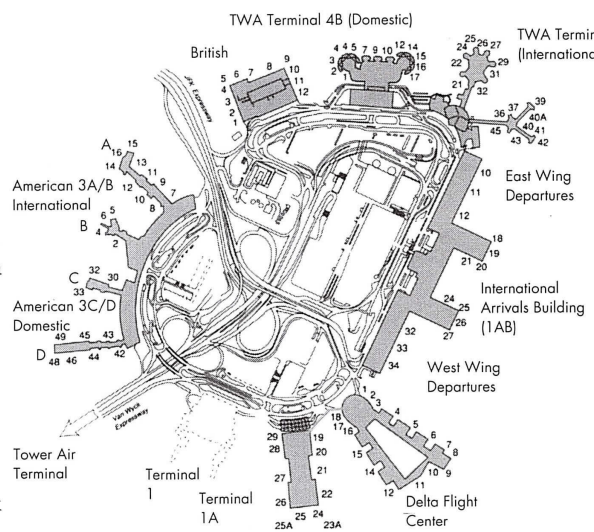 TWA Terminal 4B (Domestic)
TWA Termin
(Internationa
British
JFK Expressway
5 6 7 8 9
4 10
3 11
2 12
1
4 4 5 7 9 10 12 14
3 15
2 16
1 17
25 26
24 27
22 29
31
21 32
39
37
36 40A
45 40 41
43 42
A 16 15
14 13
11
12 9
10 7
8
American 3A/B
International
B 6 5
4 2
C 32 30
33
American 3C/D
Domestic
49 45 43
D
48 46 44 42
East Wing
Departures
10
11
12
18
19
21 20
International
Arrivals Building
(1AB)
24
25
26
27
32
33
34
West Wing
Departures
Van Wyck
Expressway
Tower Air
Terminal
Terminal
1
Terminal
1A
29 19
28 20
21
27
22
26
25 24
25A 23A
18 1
17 2
16 3
4
5
15 6
7
8
14 9
10
12 11
Delta Flight
Center